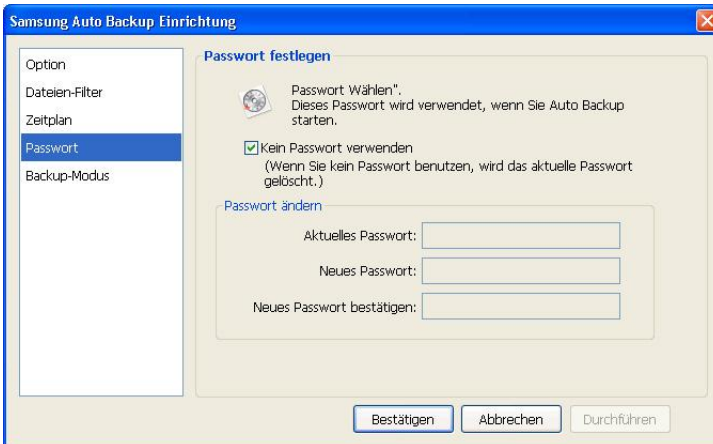 Samsung Auto Backup Einrichtung
Option
Dateien-Filter
Zeitplan
Passwort
Backup-Modus
Passwort festlegen
Passwort Wählen".
Dieses Passwort wird verwendet, wenn Sie Auto Backup
starten.
Kein Passwort verwenden
(Wenn Sie kein Passwort benutzen, wird das aktuelle Passwort
gelöscht.)
Passwort ändern
Aktuelles Passwort:
Neues Passwort:
Neues Passwort bestätigen:
Bestätigen Abbrechen Durchführen